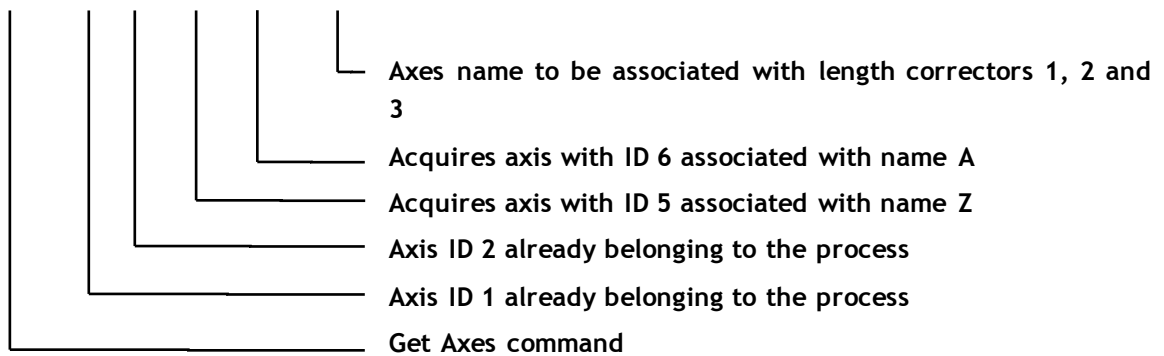 Axes name to be associated with length correctors 1, 2 and
3
Acquires axis with ID 6 associated with name A
Acquires axis with ID 5 associated with name Z
Axis ID 2 already belonging to the process
Axis ID 1 already belonging to the process
Get Axes command